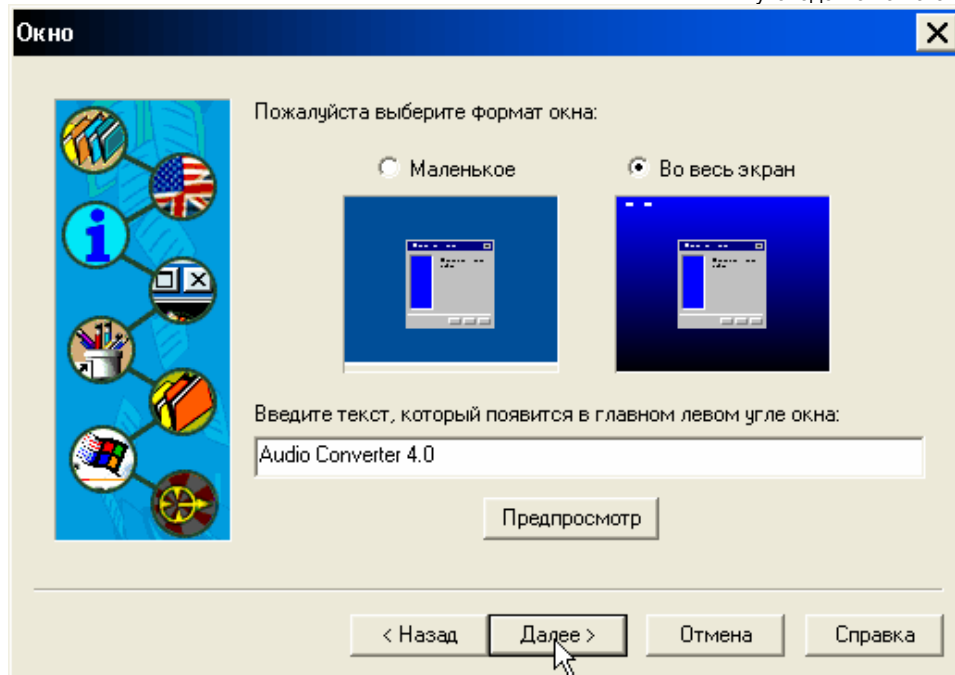 Окно
Пожалуйста выберите формат окна:
Маленькое
Во весь экран
Введите текст, который появится в главном левом угле окна:
Audio Converter 4.0
Предпросмотр
< Назад
Далее >
Отмена
Справка